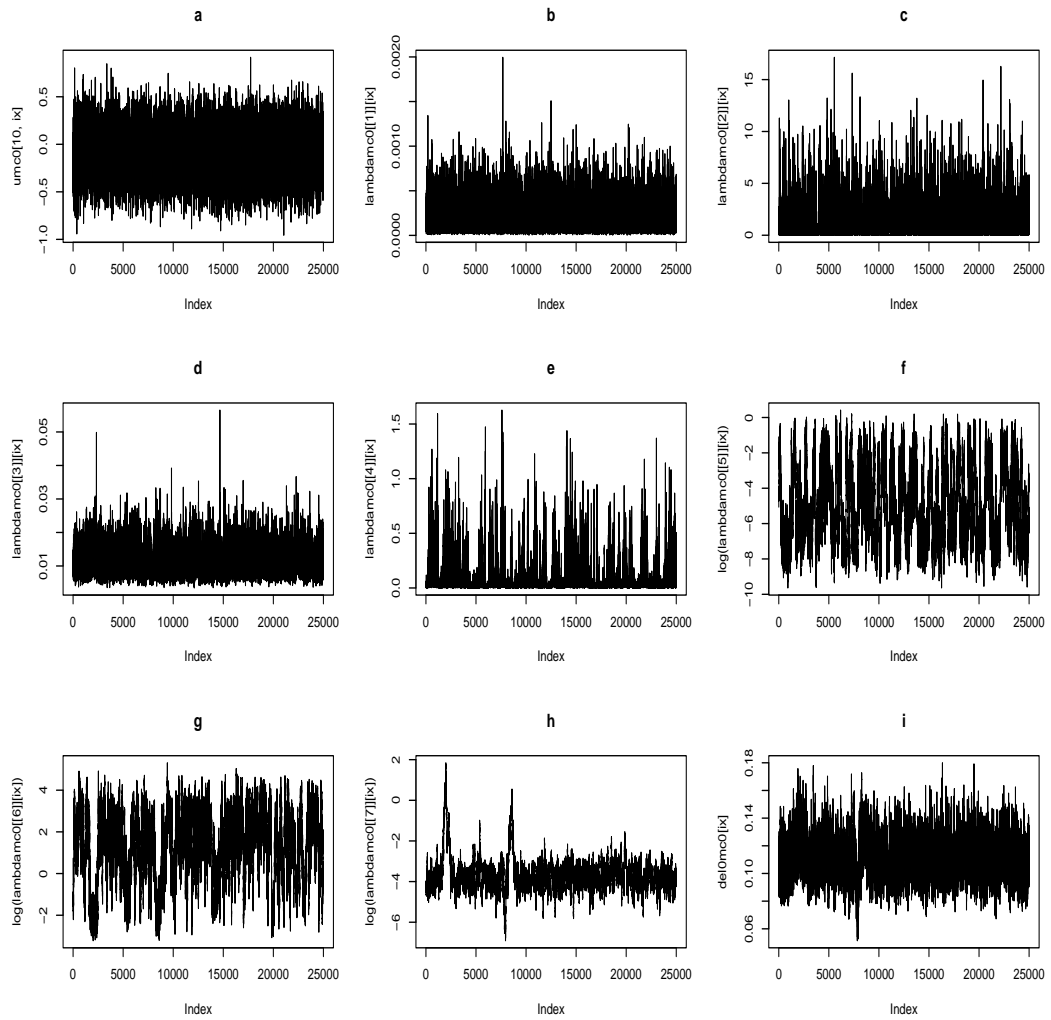 a
umc0[10, ix]
−1.0
−0.5
0.0
0.5
0 5000 10000 15000 20000 25000
Index
b
lambdamc0[[1]][ix]
0.0000
0.0010
0.0020
0 5000 10000 15000 20000 25000
Index
c
lambdamc0[[2]][ix]
0
5
10
15
0 5000 10000 15000 20000 25000
Index
d
lambdamc0[[3]][ix]
0.01
0.03
0.05
0 5000 10000 15000 20000 25000
Index
e
lambdamc0[[4]][ix]
0.0
0.5
1.0
1.5
0 5000 10000 15000 20000 25000
Index
f
log(lambdamc0[[5]][ix])
−10
−8
−6
−4
−2
0
0 5000 10000 15000 20000 25000
Index
g
log(lambdamc0[[6]][ix])
−2
0
2
4
0 5000 10000 15000 20000 25000
Index
h
log(lambdamc0[[7]][ix])
−6
−4
−2
0
2
0 5000 10000 15000 20000 25000
Index
i
del0mc0[ix]
0.06
0.10
0.14
0.18
0 5000 10000 15000 20000 25000
Index